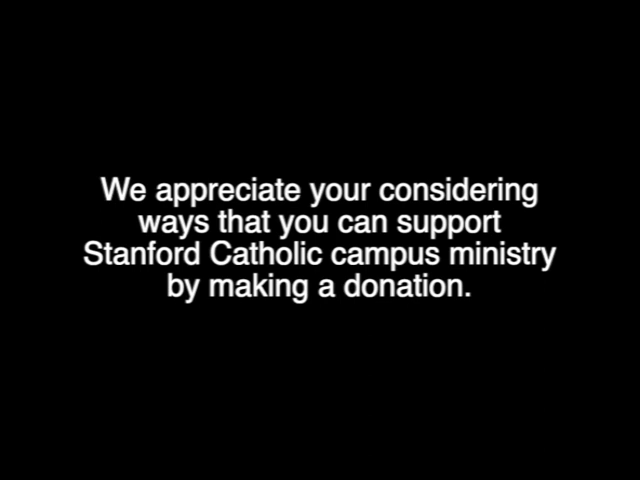 We appreciate your considering
ways that you can support
Stanford Catholic campus ministry
by making a donation.